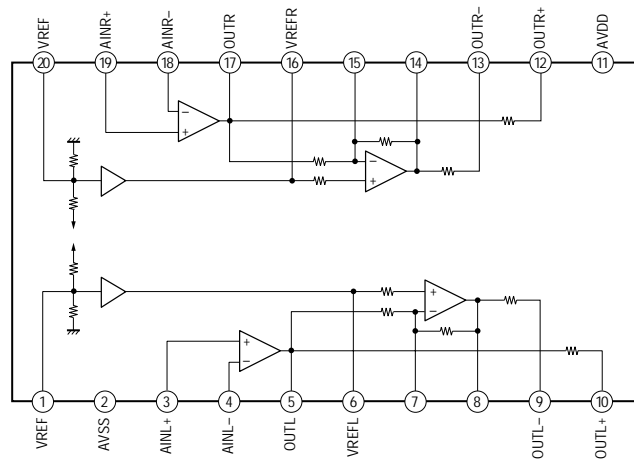 VREF AINR+ AINR− OUTR VREFR OUTR− OUTR+ AVDD
20 19 18 17 16 15 14 13 12 11
−
+
−
+
+
−
+
−
1 2 3 4 5 6 7 8 9 10
VREF AVSS AINL+ AINL− OUTL VREFL OUTL− OUTL+